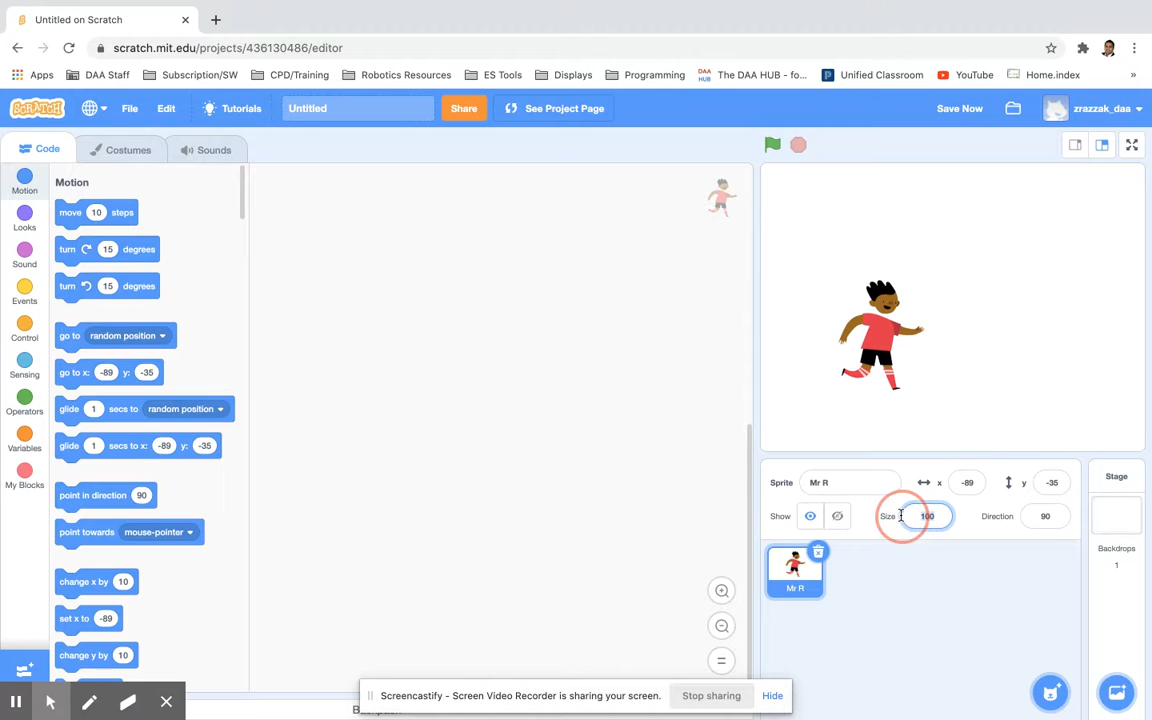 Untitled on Scratch
scratch.mit.edu/projects/436130486/editor
Apps DAA Staff Subscription/SW CPD/Training Robotics Resources ES Tools Displays Programming The DAA HUB - fo... Unified Classroom YouTube Home.index »
SCRATCH File Edit Tutorials Untitled Share See Project Page Save Now zrazzak_daa
Code Costumes Sounds
Motion
Looks
Sound
Events
Control
Sensing
Operators
Variables
My Blocks
Motion
move 10 steps
turn 15 degrees
turn 15 degrees
go to random position
go to x: -89 y: -35
glide 1 secs to random position
glide 1 secs to x: -89 y: -35
point in direction 90
point towards mouse-pointer
change x by 10
set x to -89
change y by 10
Sprite Mr R x -89 y -35
Show Size 100 Direction 90
Mr R
Stage
Backdrops
1
Screencastify - Screen Video Recorder is sharing your screen. Stop sharing Hide